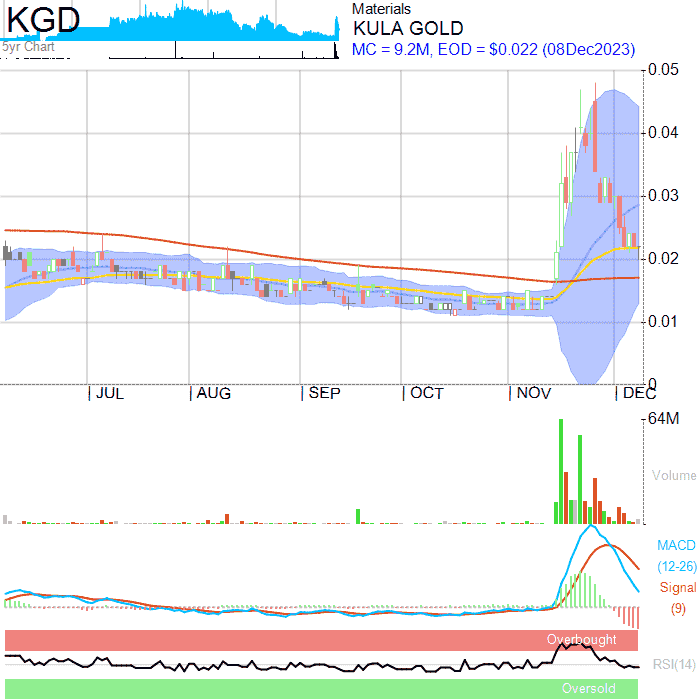 KGD
5yr Chart
Materials
KULA GOLD
MC = 9.2M, EOD = $0.022 (08Dec2023)
0.05
0.04
0.03
0.02
0.01
0
| JUL | AUG | SEP | OCT | NOV | DEC
64M
Volume
MACD
(12-26)
Signal
(9)
Overbought
RSI(14)
Oversold